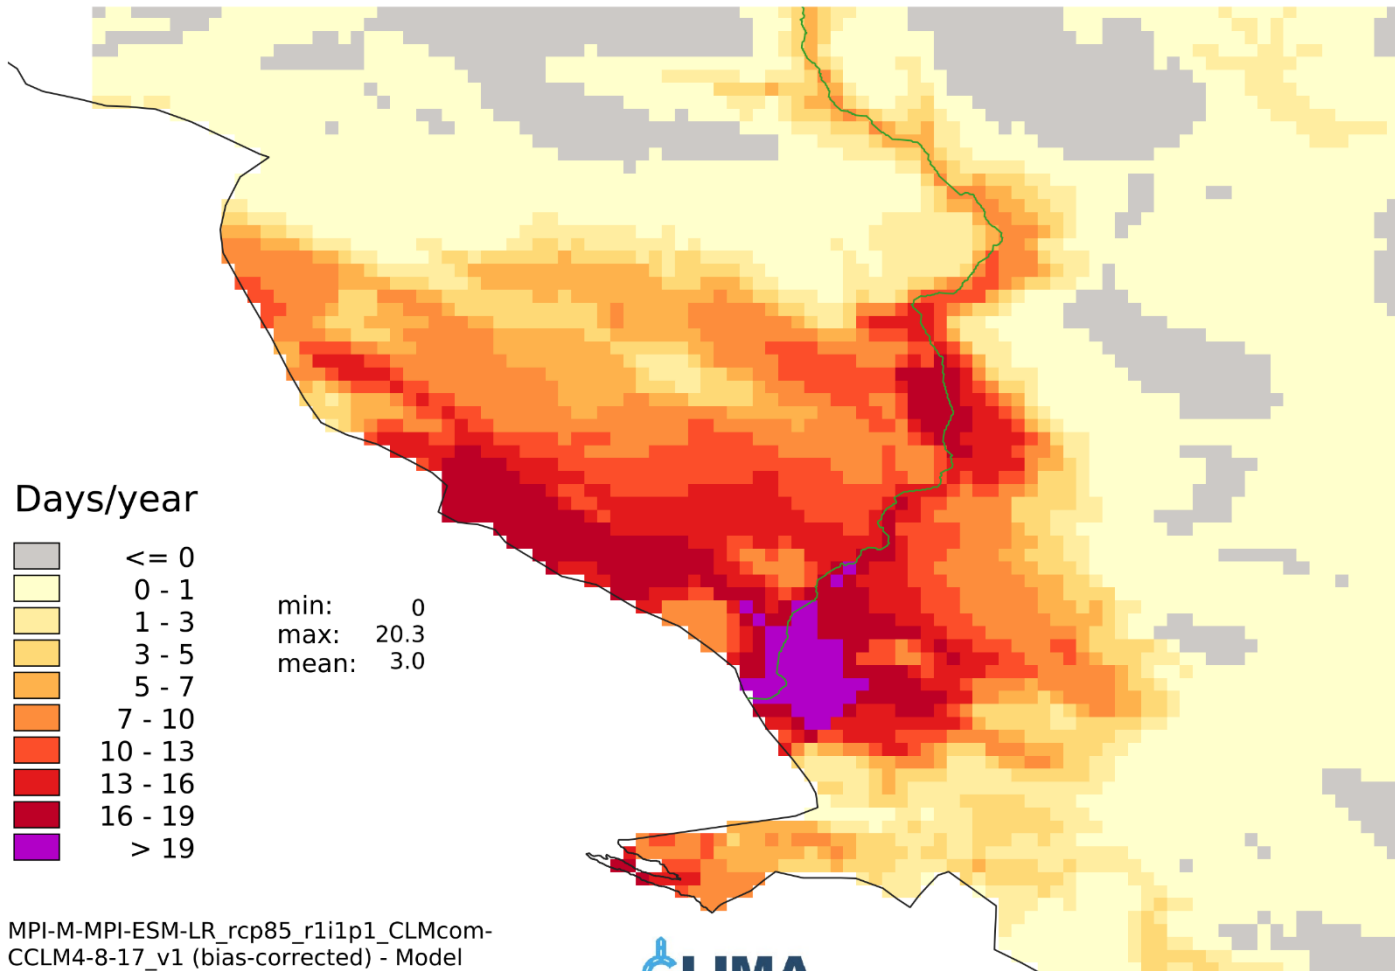 Days/year
<= 0
0 - 1
1 - 3
3 - 5
5 - 7
7 - 10
10 - 13
13 - 16
16 - 19
> 19
min: 0
max: 20.3
mean: 3.0
MPI-M-MPI-ESM-LR_rcp85_r1i1p1_CLMcom-
CCLM4-8-17_v1 (bias-corrected) - Model
CLIMA